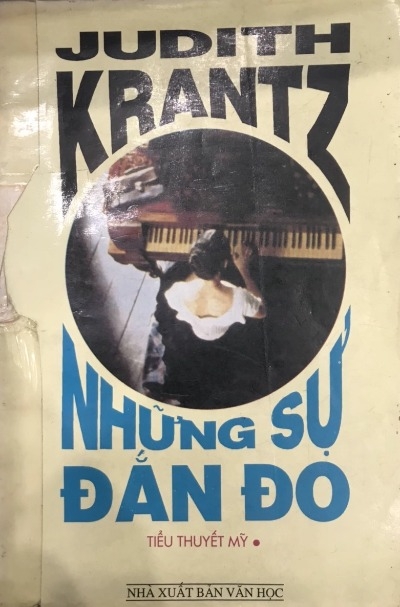 JUDITH
KRANTZ
NHỮNG SỰ
ĐẮN ĐO
TIỂU THUYẾT MỸ •
NHÀ XUẤT BẢN VĂN HỌC